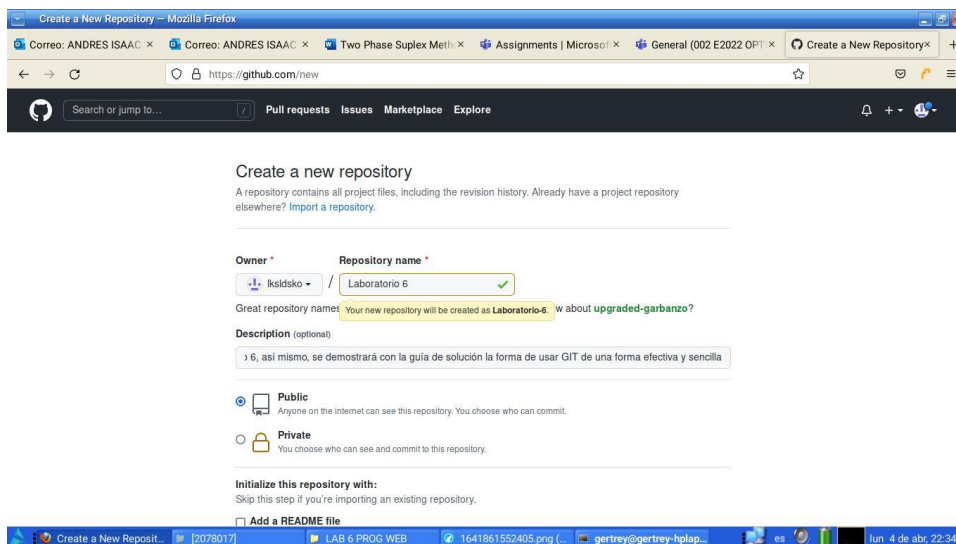 Create a New Repository — Mozilla Firefox
Correo: ANDRES ISAAC
Correo: ANDRES ISAAC
Two Phase Suplex Meth
Assignments | Microsof
General (002 E2022 OPT
Create a New Repository
https://github.com/new
Search or jump to...
/
Pull requests Issues Marketplace Explore
Create a new repository
A repository contains all project files, including the revision history. Already have a project repository
elsewhere? Import a repository.
Owner * Repository name *
lksldsko / Laboratorio 6
Great repository names w about upgraded-garbanzo?
Your new repository will be created as Laboratorio-6.
Description (optional)
o 6, así mismo, se demostrará con la guía de solución la forma de usar GIT de una forma efectiva y sencilla
Public
Anyone on the internet can see this repository. You choose who can commit.
Private
You choose who can see and commit to this repository.
Initialize this repository with:
Skip this step if you're importing an existing repository.
Add a README file
Create a New Reposit...
[2078017]
LAB 6 PROG WEB
1641861552405.png (...
gertrey@gertrey-hplap...
es
lun 4 de abr, 22:34